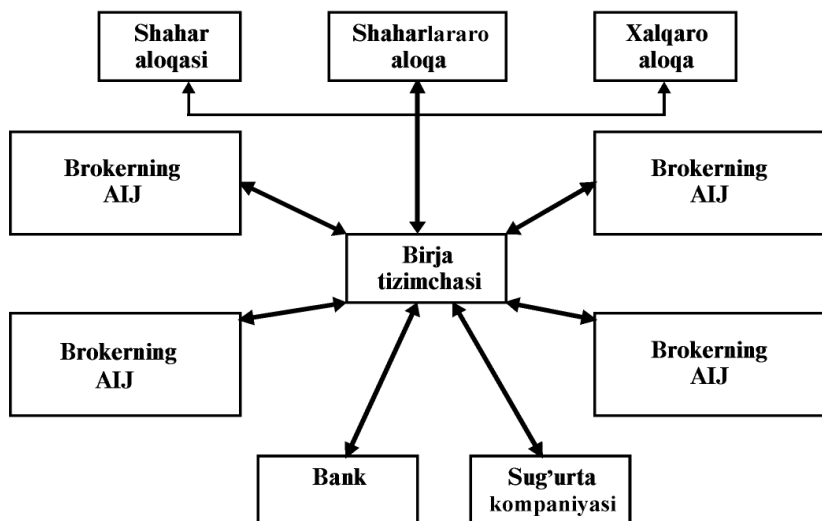 Shahar
aloqasi
Shaharlararo
aloqa
Xalqaro
aloqa
Brokerning
AIJ
Brokerning
AIJ
Birja
tizimchasi
Brokerning
AIJ
Brokerning
AIJ
Bank
Sug’urta
kompaniyasi